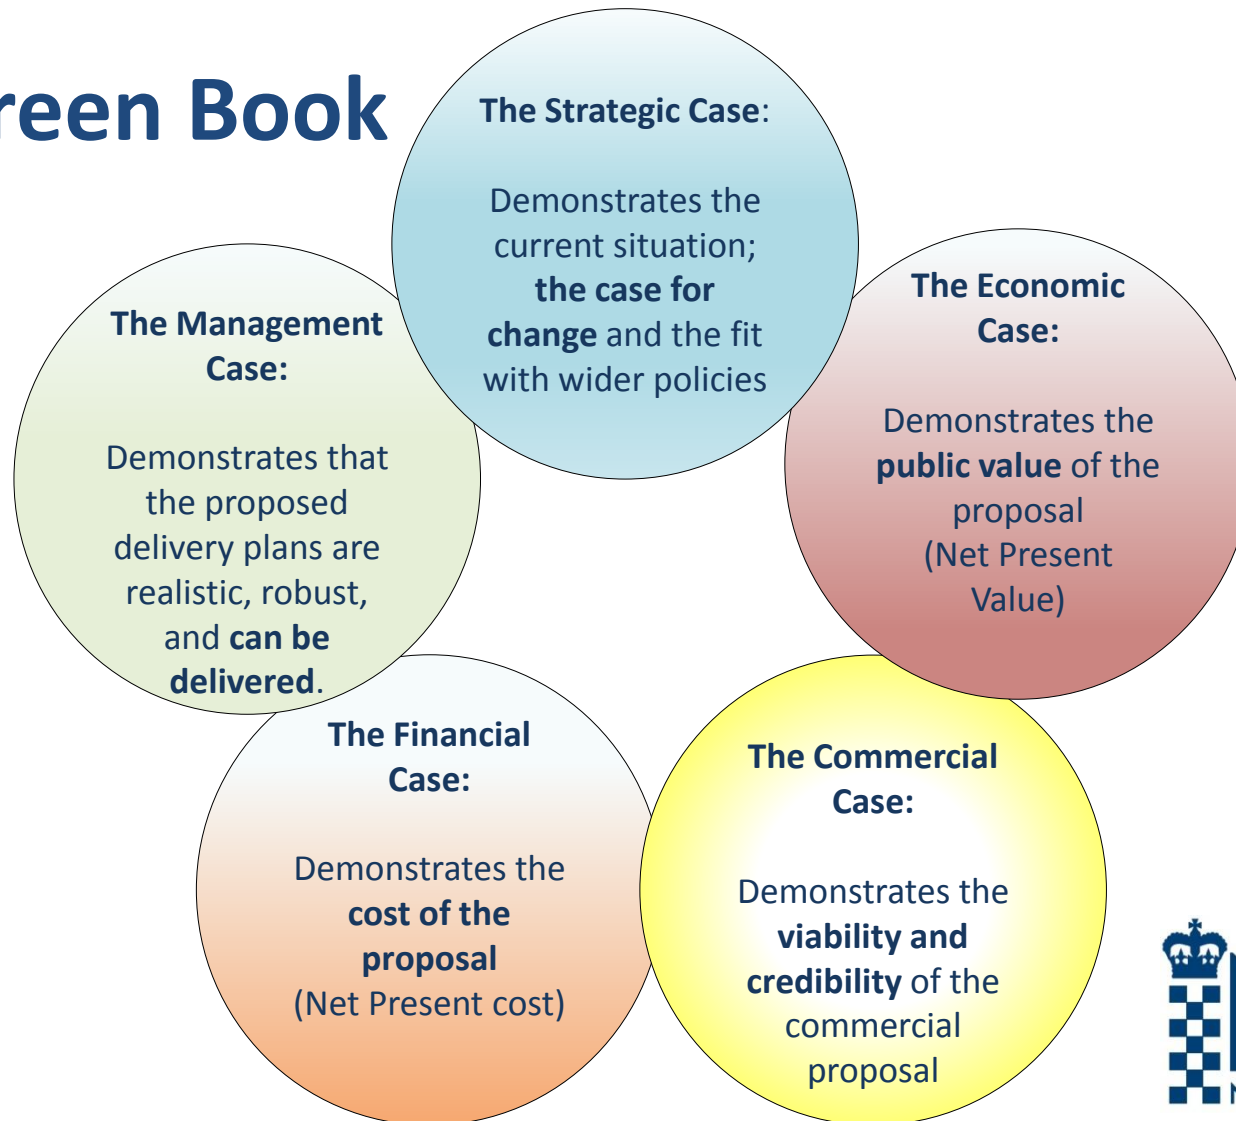 reen Book
The Strategic Case:
Demonstrates the
current situation;
the case for
change and the fit
with wider policies
The Management
Case:
Demonstrates that
the proposed
delivery plans are
realistic, robust,
and can be
delivered.
The Economic
Case:
Demonstrates the
public value of the
proposal
(Net Present
Value)
The Financial
Case:
Demonstrates the
cost of the
proposal
(Net Present cost)
The Commercial
Case:
Demonstrates the
viability and
credibility of the
commercial
proposal